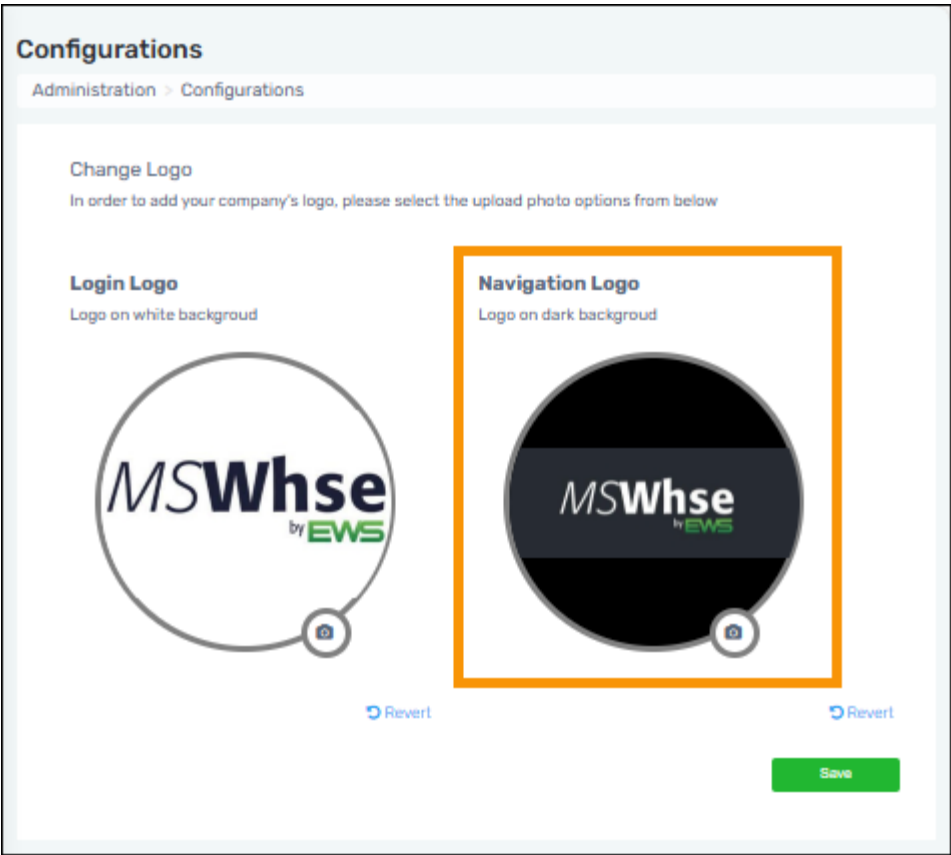 Configurations
Administration > Configurations
Change Logo
In order to add your company's logo, please select the upload photo options from below
Login Logo
Logo on white backgroud
Navigation Logo
Logo on dark backgroud
MSWhse
by EWS
MSWhse
by EWS
Revert
Revert
Save